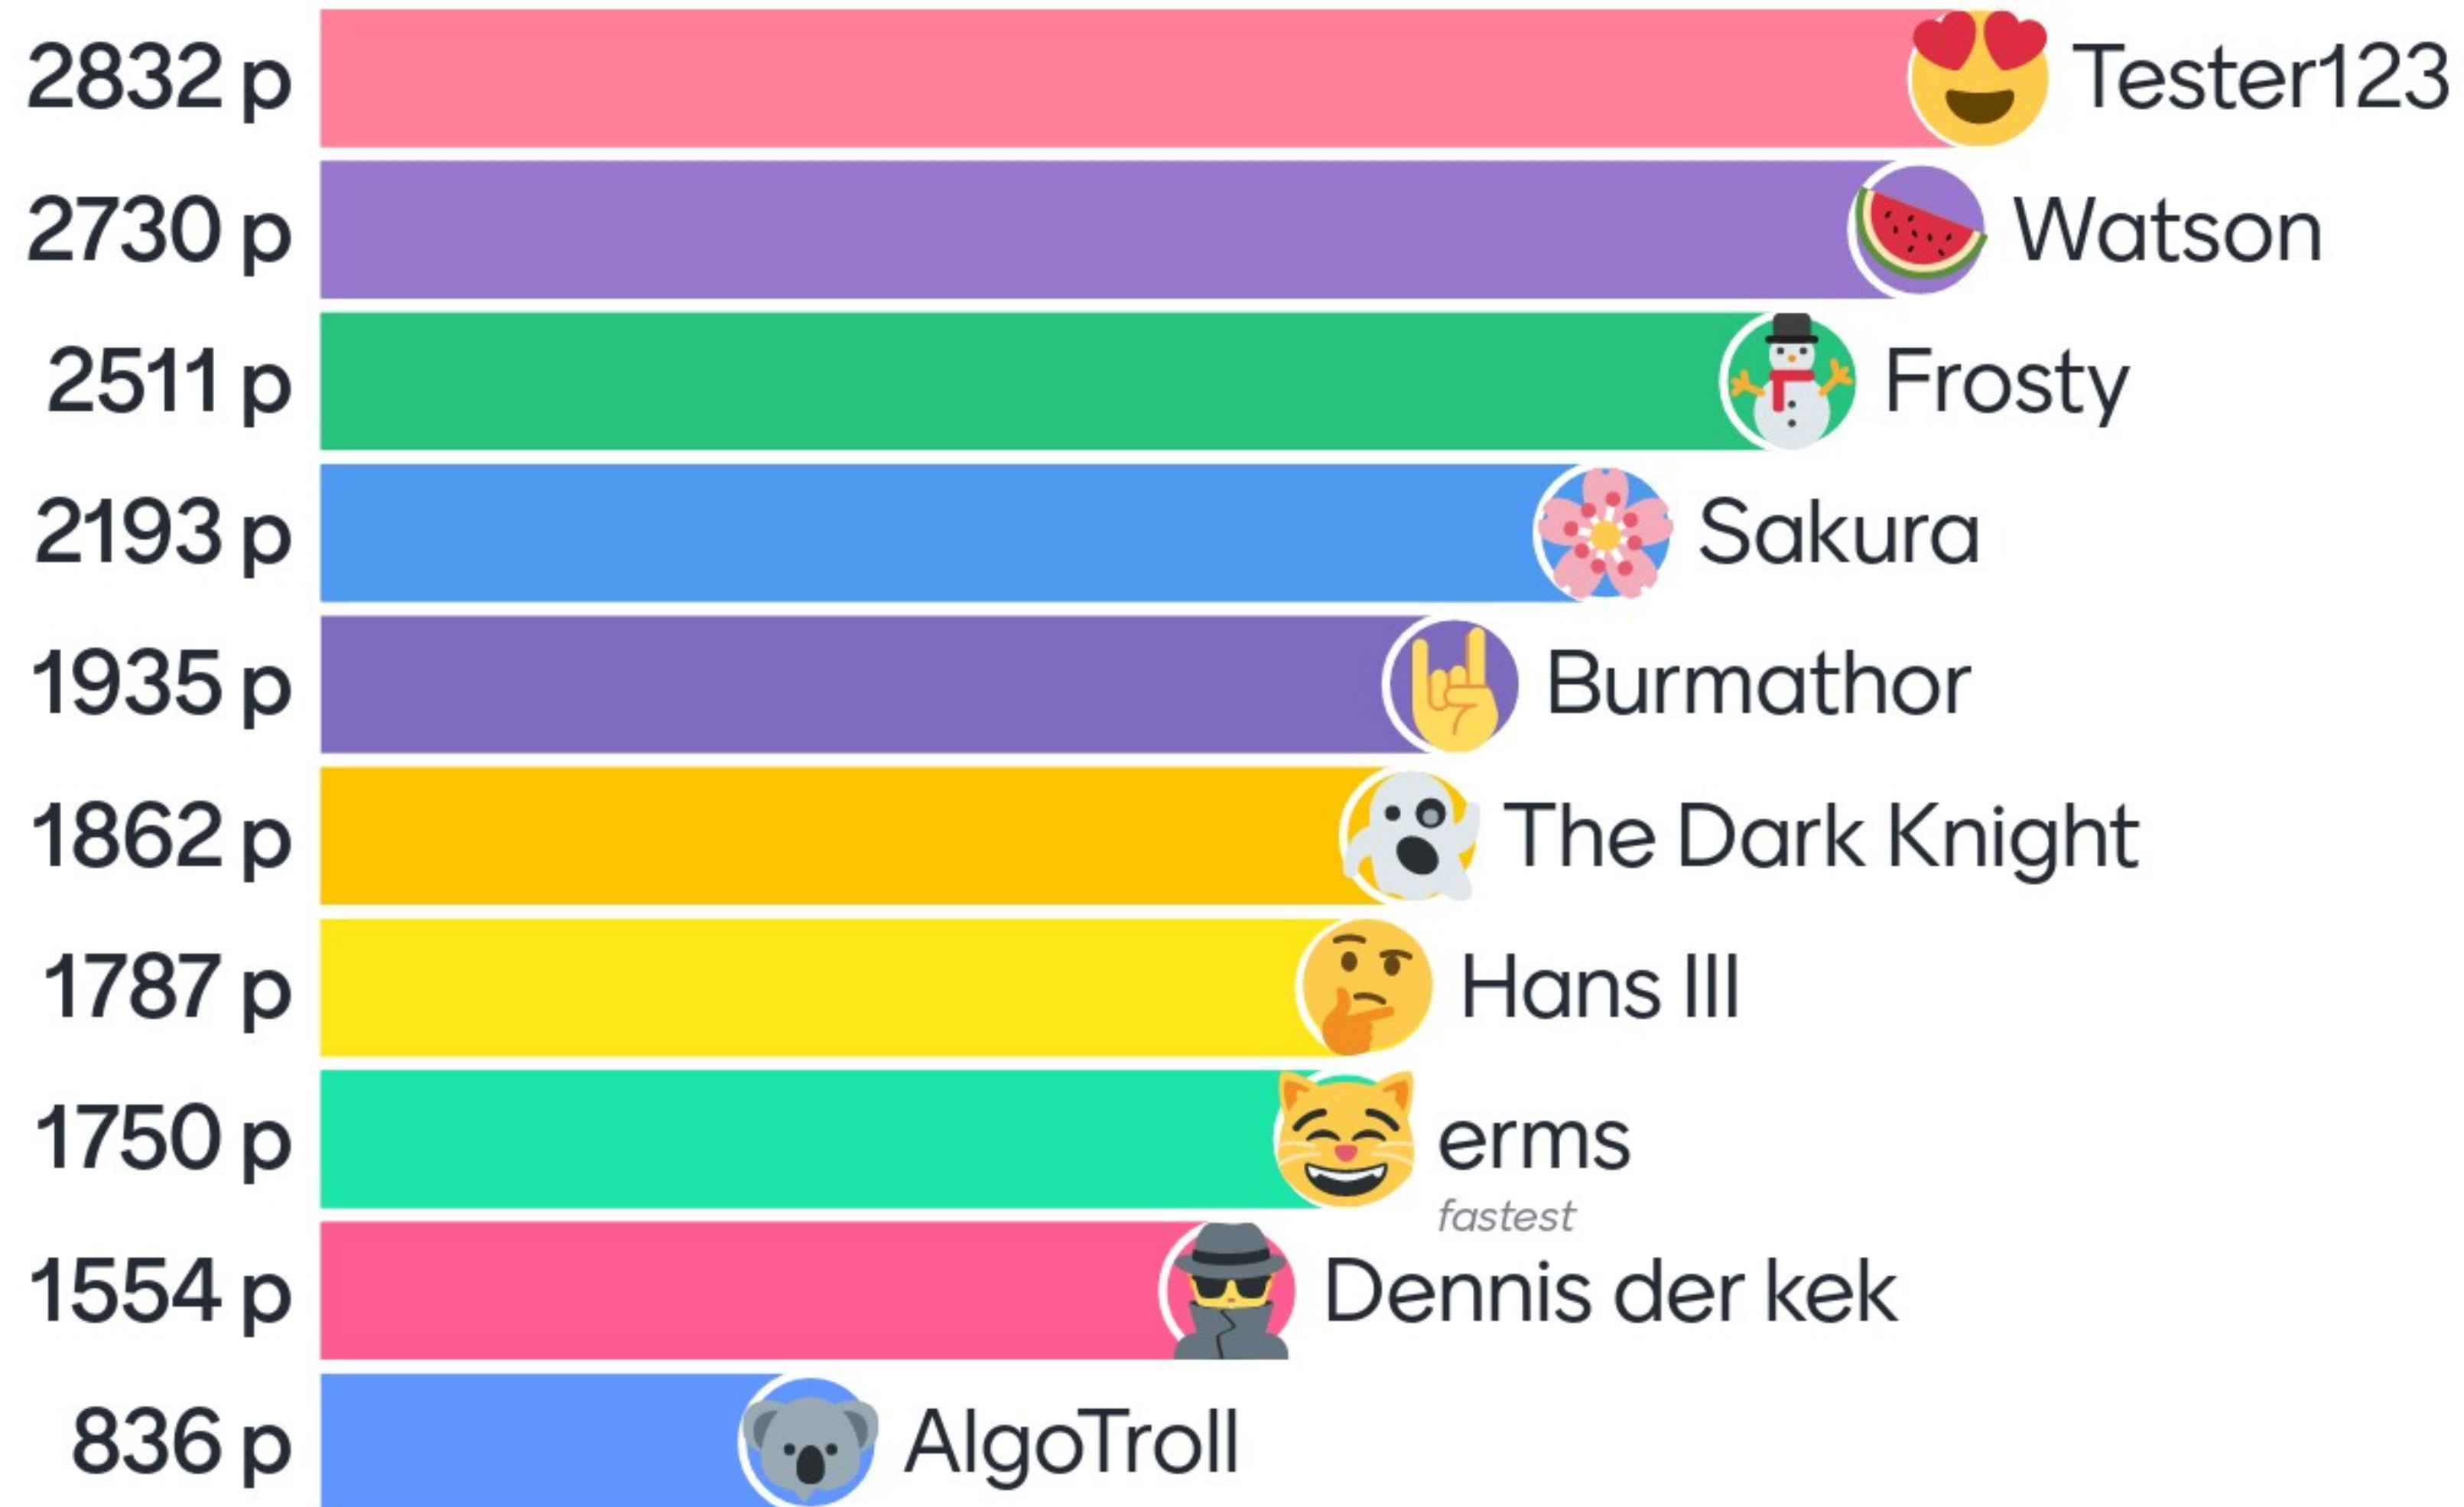 2832 p Tester123
2730 p Watson
2511 p Frosty
2193 p Sakura
1935 p Burmathor
1862 p The Dark Knight
1787 p Hans III
1750 p erms
fastest
1554 p Dennis der kek
836 p AlgoTroll